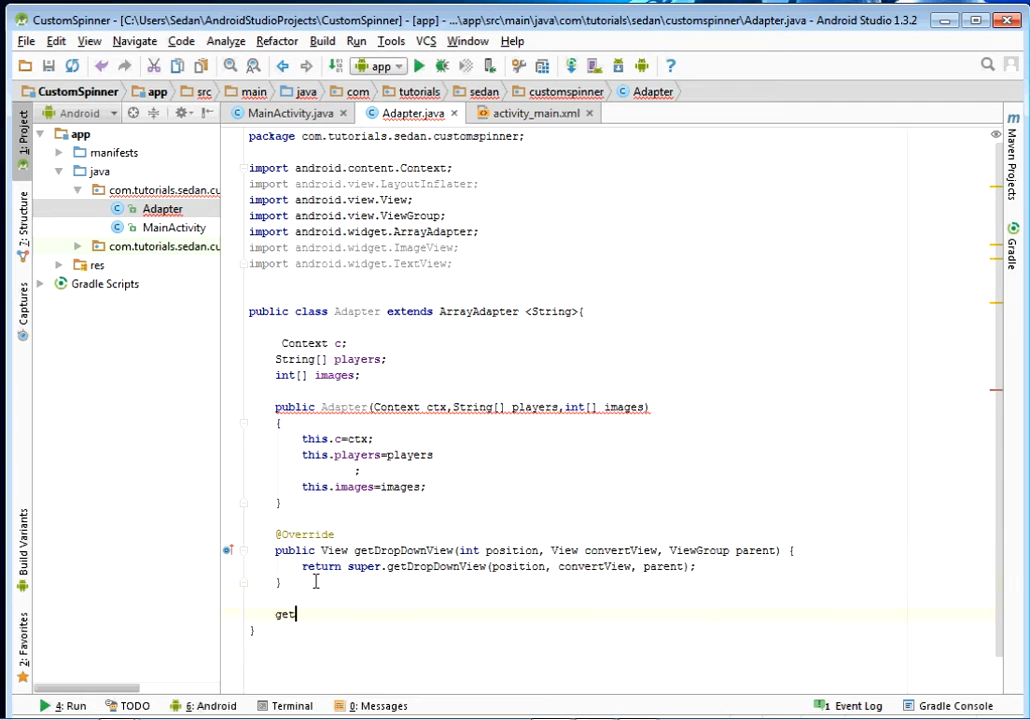 CustomSpinner - [C:\Users\Sedan\AndroidStudioProjects\CustomSpinner] - [app] - ...\app\src\main\java\com\tutorials\sedan\customspinner\Adapter.java - Android Studio 1.3.2
File Edit View Navigate Code Analyze Refactor Build Run Tools VCS Window Help
app
CustomSpinner app src main java com tutorials sedan customspinner Adapter
Android MainActivity.java Adapter.java activity_main.xml
app
manifests
java
com.tutorials.sedan.cu
Adapter
MainActivity
com.tutorials.sedan.cu
res
Gradle Scripts
1: Project
7: Structure
Captures
Build Variants
2: Favorites
package com.tutorials.sedan.customspinner;
import android.content.Context;
import android.view.LayoutInflater;
import android.view.View;
import android.view.ViewGroup;
import android.widget.ArrayAdapter;
import android.widget.ImageView;
import android.widget.TextView;
public class Adapter extends ArrayAdapter <String>{
Context c;
String[] players;
int[] images;
public Adapter(Context ctx,String[] players,int[] images)
{
this.c=ctx;
this.players=players
;
this.images=images;
}
@Override
public View getDropDownView(int position, View convertView, ViewGroup parent) {
return super.getDropDownView(position, convertView, parent);
}
get
}
Maven Projects
Gradle
4: Run TODO 6: Android Terminal 0: Messages 1 Event Log Gradle Console